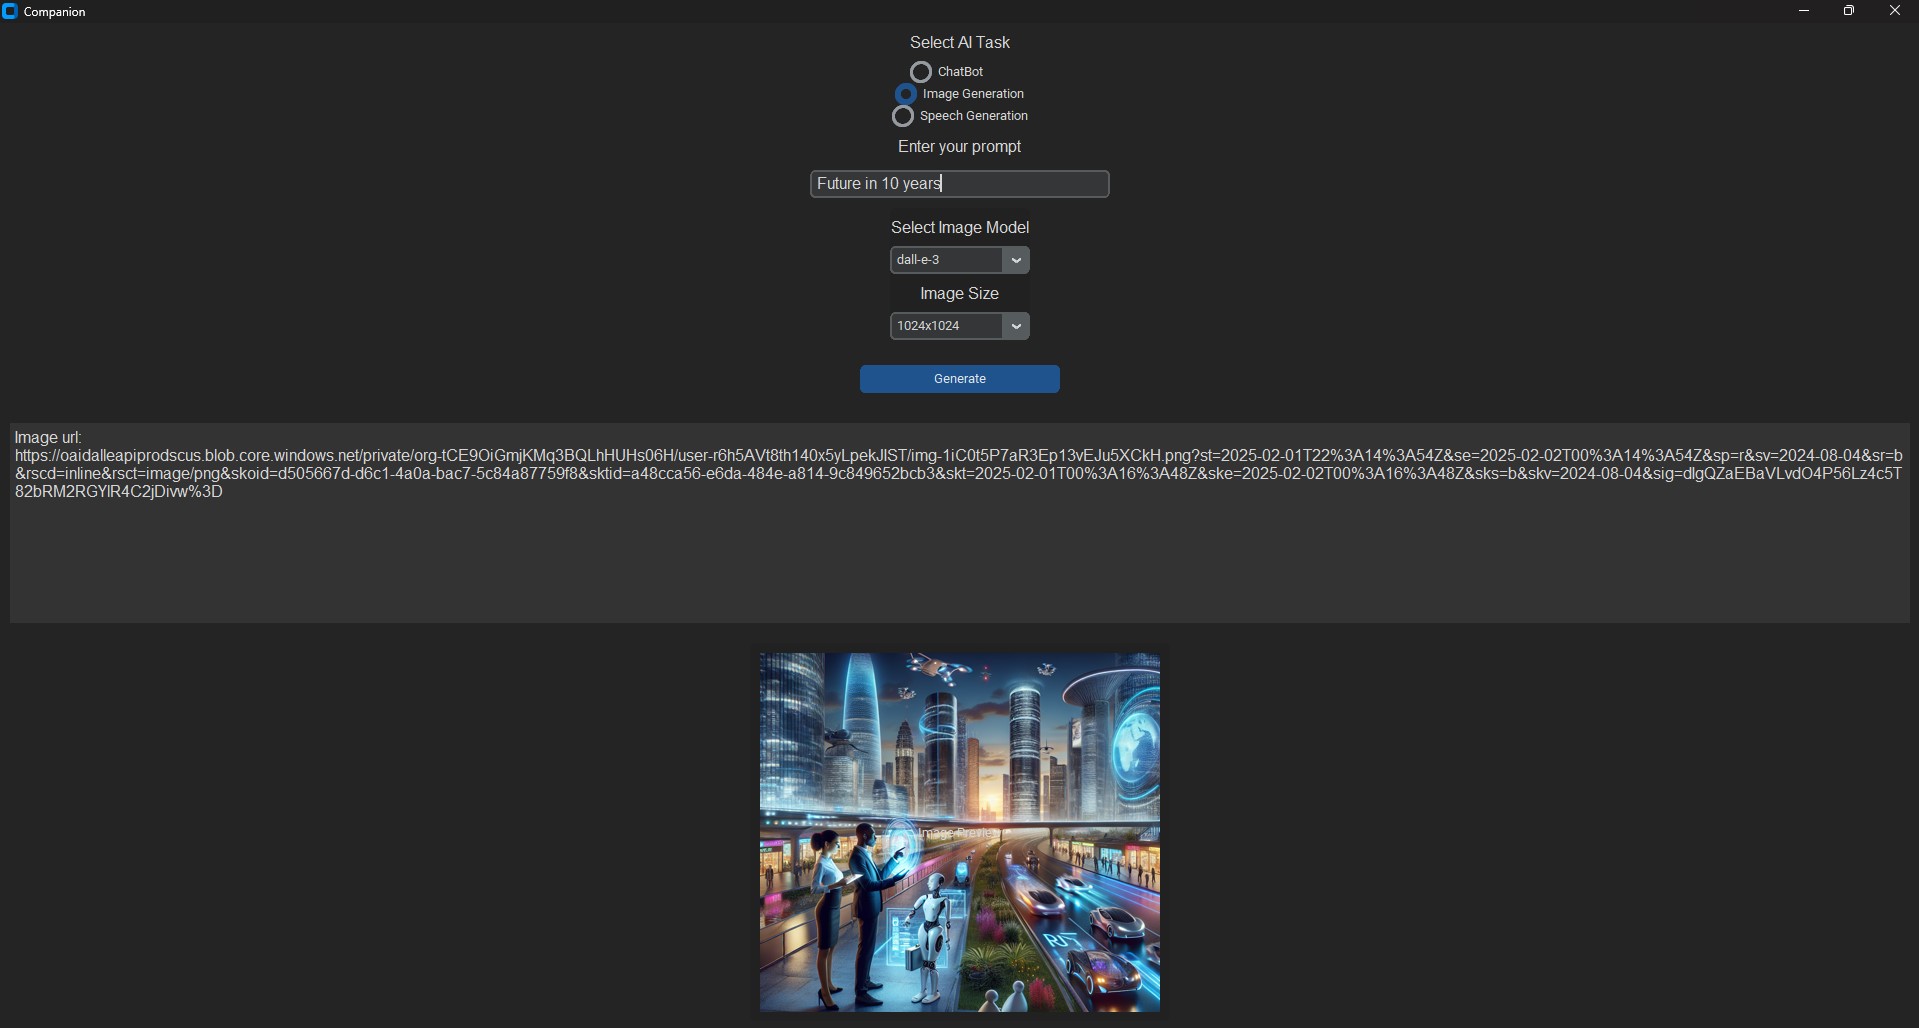 Companion
Select AI Task
ChatBot
Image Generation
Speech Generation
Enter your prompt
Future in 10 years
Select Image Model
dall-e-3
Image Size
1024x1024
Generate
Image url:
https://oaidalleapiprodscus.blob.core.windows.net/private/org-tCE9OiGmjKMq3BQLhHUHs06H/user-r6h5AVt8th140x5yLpekJlST/img-1iC0t5P7aR3Ep13vEJu5XCkH.png?st=2025-02-01T22%3A14%3A54Z&se=2025-02-02T00%3A14%3A54Z&sp=r&sv=2024-08-04&sr=b
&rscd=inline&rsct=image/png&skoid=d505667d-d6c1-4a0a-bac7-5c84a87759f8&sktid=a48cca56-e6da-484e-a814-9c849652bcb3&skt=2025-02-01T00%3A16%3A48Z&ske=2025-02-02T00%3A16%3A48Z&sks=b&skv=2024-08-04&sig=dlgQZaEBaVLvdO4P56Lz4c5T
82bRM2RGYlR4C2jDivw%3D
Image Preview